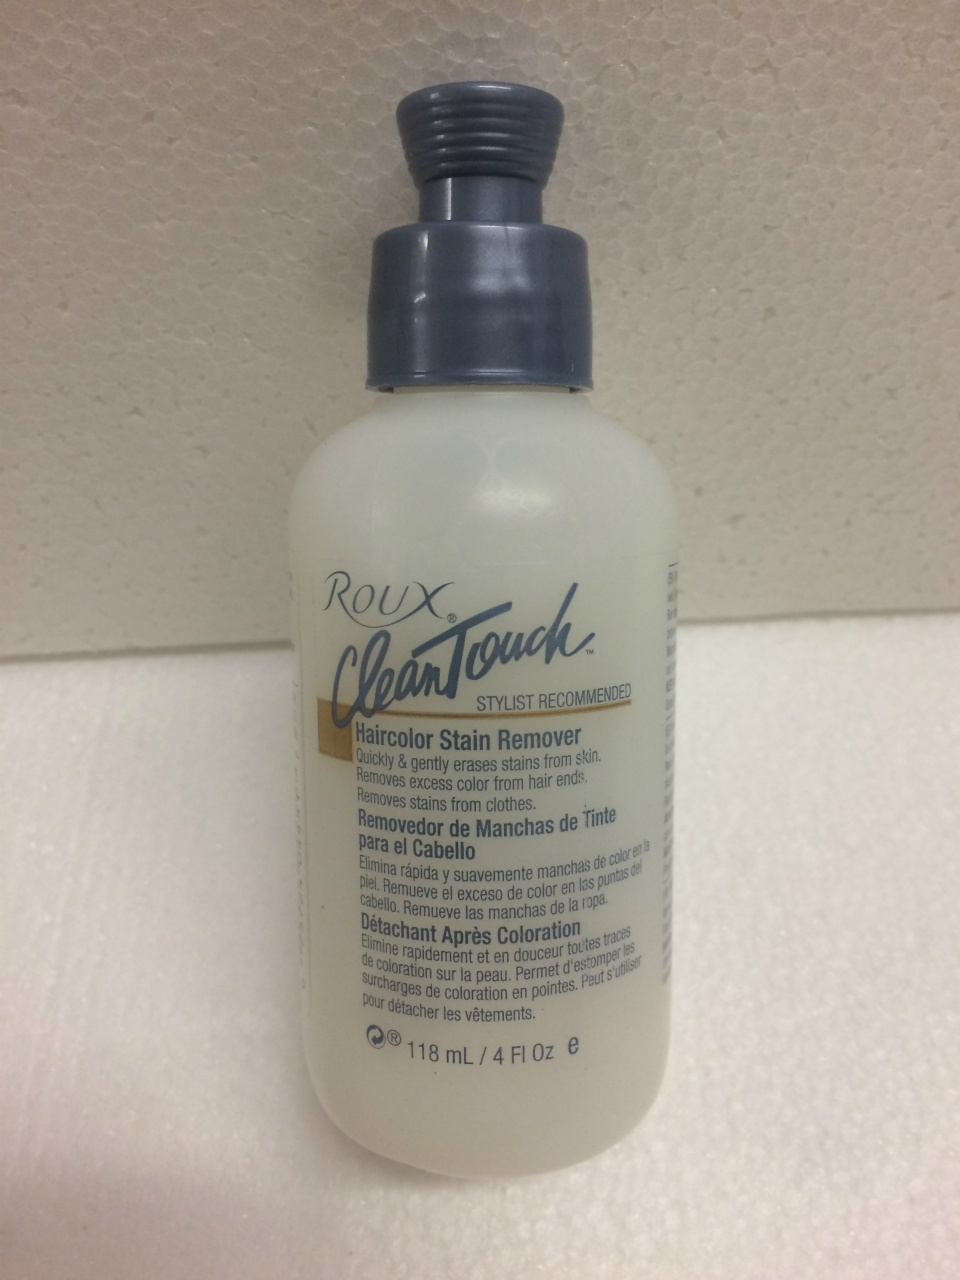 ROUX®
CleanTouch™
STYLIST RECOMMENDED
Haircolor Stain Remover
Quickly & gently erases stains from skin.
Removes excess color from hair ends.
Removes stains from clothes.
Removedor de Manchas de Tinte
para el Cabello
Elimina rápida y suavemente manchas de color en la
piel. Remueve el exceso de color en las puntas del
cabello. Remueve las manchas de la ropa.
Détachant Après Coloration
Elimine rapidement et en douceur toutes traces
de coloration sur la peau. Permet d'estomper les
surcharges de coloration en pointes. Peut s'utiliser
pour détacher les vêtements.
® 118 mL / 4 Fl Oz e